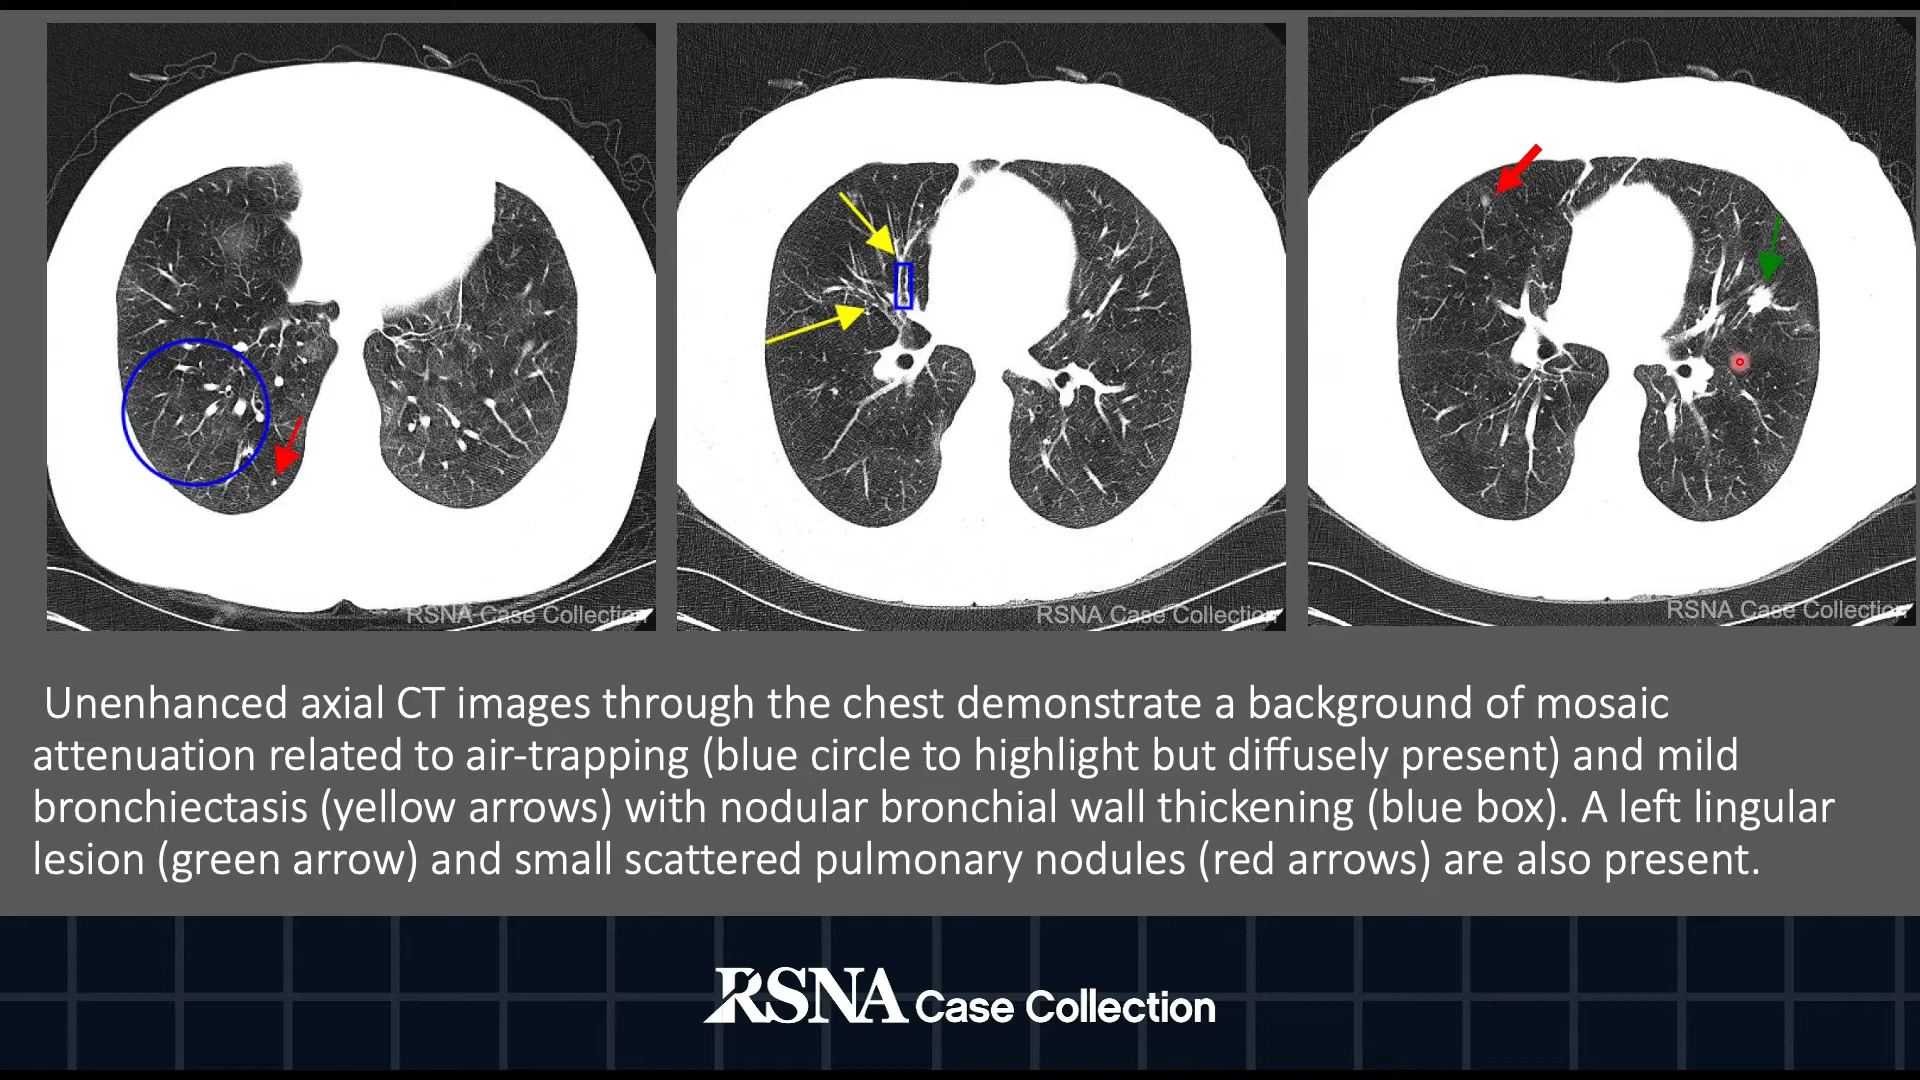 RSNA Case Collection
RSNA Case Collection
RSNA Case Collection
Unenhanced axial CT images through the chest demonstrate a background of mosaic
attenuation related to air-trapping (blue circle to highlight but diffusely present) and mild
bronchiectasis (yellow arrows) with nodular bronchial wall thickening (blue box). A left lingular
lesion (green arrow) and small scattered pulmonary nodules (red arrows) are also present.
RSNA Case Collection